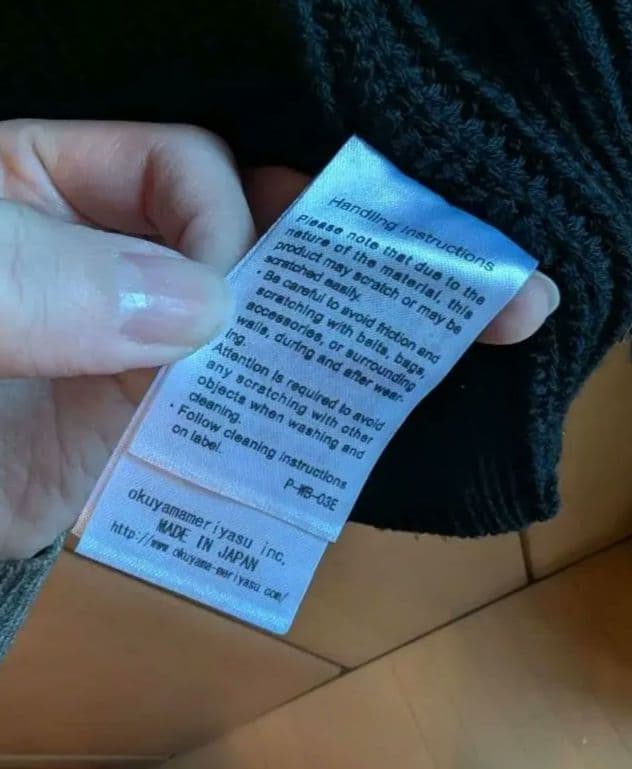 Handling Instructions
Please note that due to the
nature of the material, this
product may scratch or may be
scratched easily.
・Be careful to avoid friction and
scratching with belts, bags,
accessories, or surrounding
walls, during and after wear-
ing.
Attention is required to avoid
any scratching with other
objects when washing and
cleaning.
・Follow cleaning instructions
on label.
P-WB-03E
okuyamameriyasu inc.
MADE IN JAPAN
http://www.okuyama-meriyasu.com/